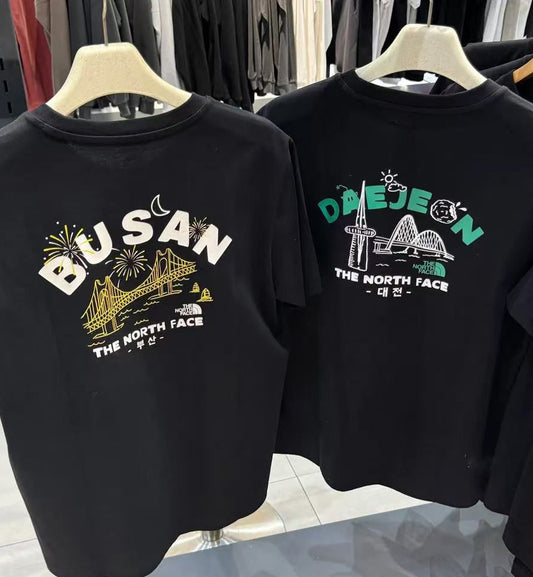 BUSAN
THE
NORTH
FACE
THE NORTH FACE
- 부산 -
DAEJEON
THE
NORTH
FACE
THE NORTH FACE
- 대전 -